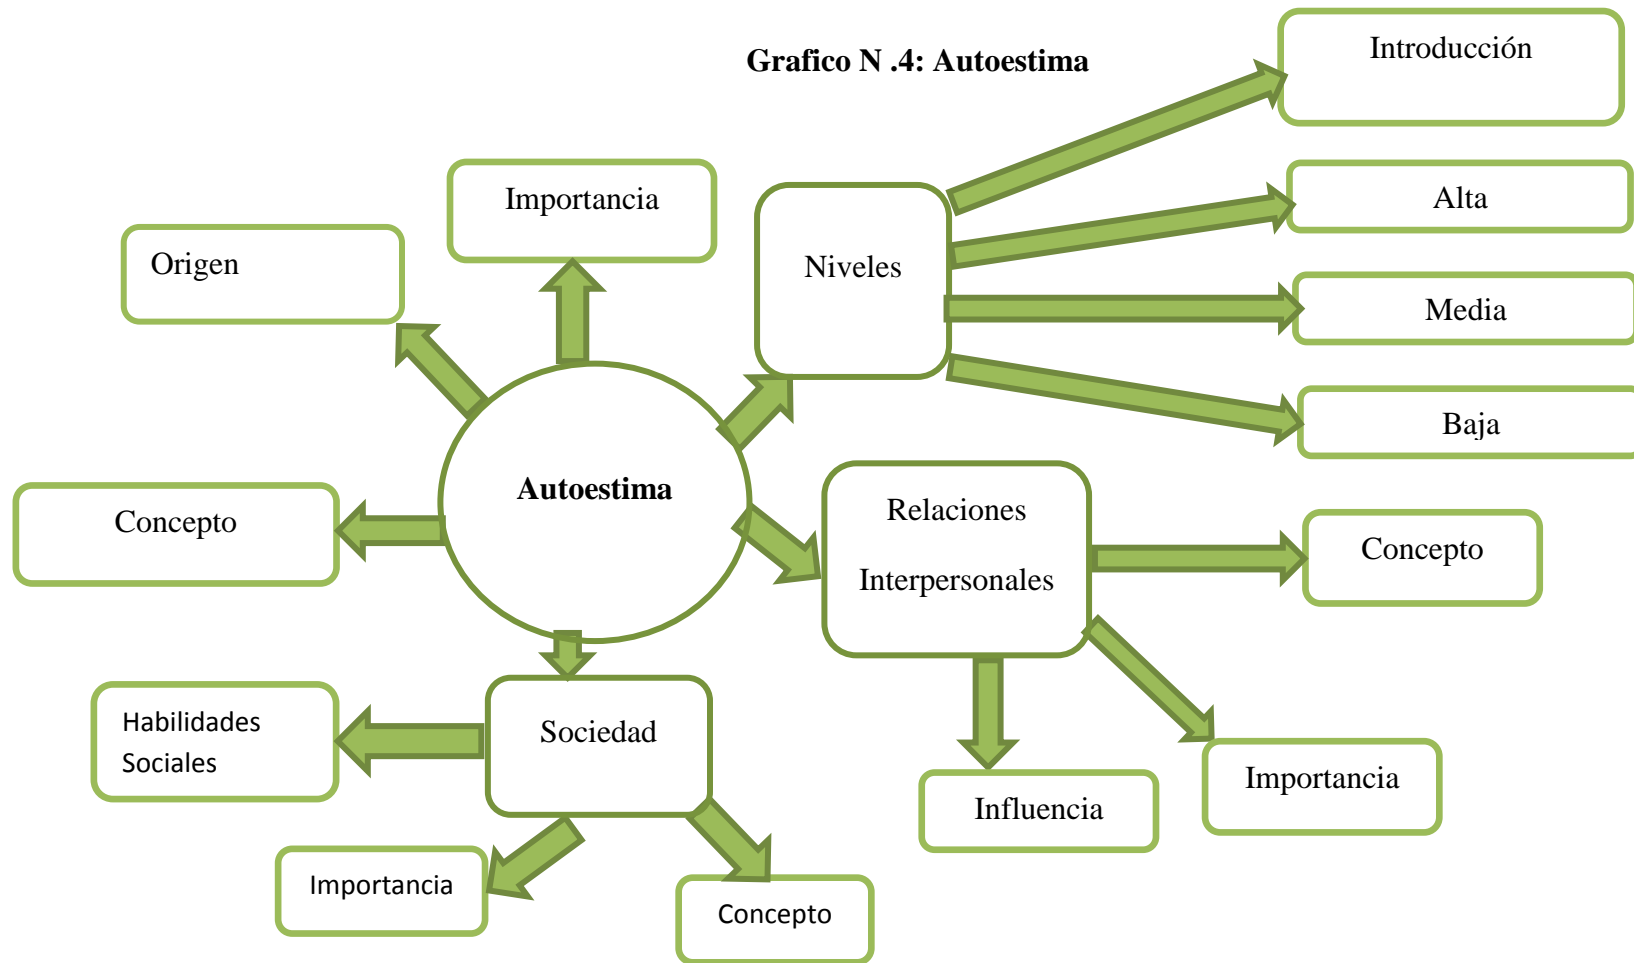 Grafico N .4: Autoestima
Introducción
Importancia
Alta
Origen
Niveles
Media
Baja
Autoestima
Relaciones
Interpersonales
Concepto
Concepto
Habilidades
Sociales
Sociedad
Influencia
Importancia
Importancia
Concepto